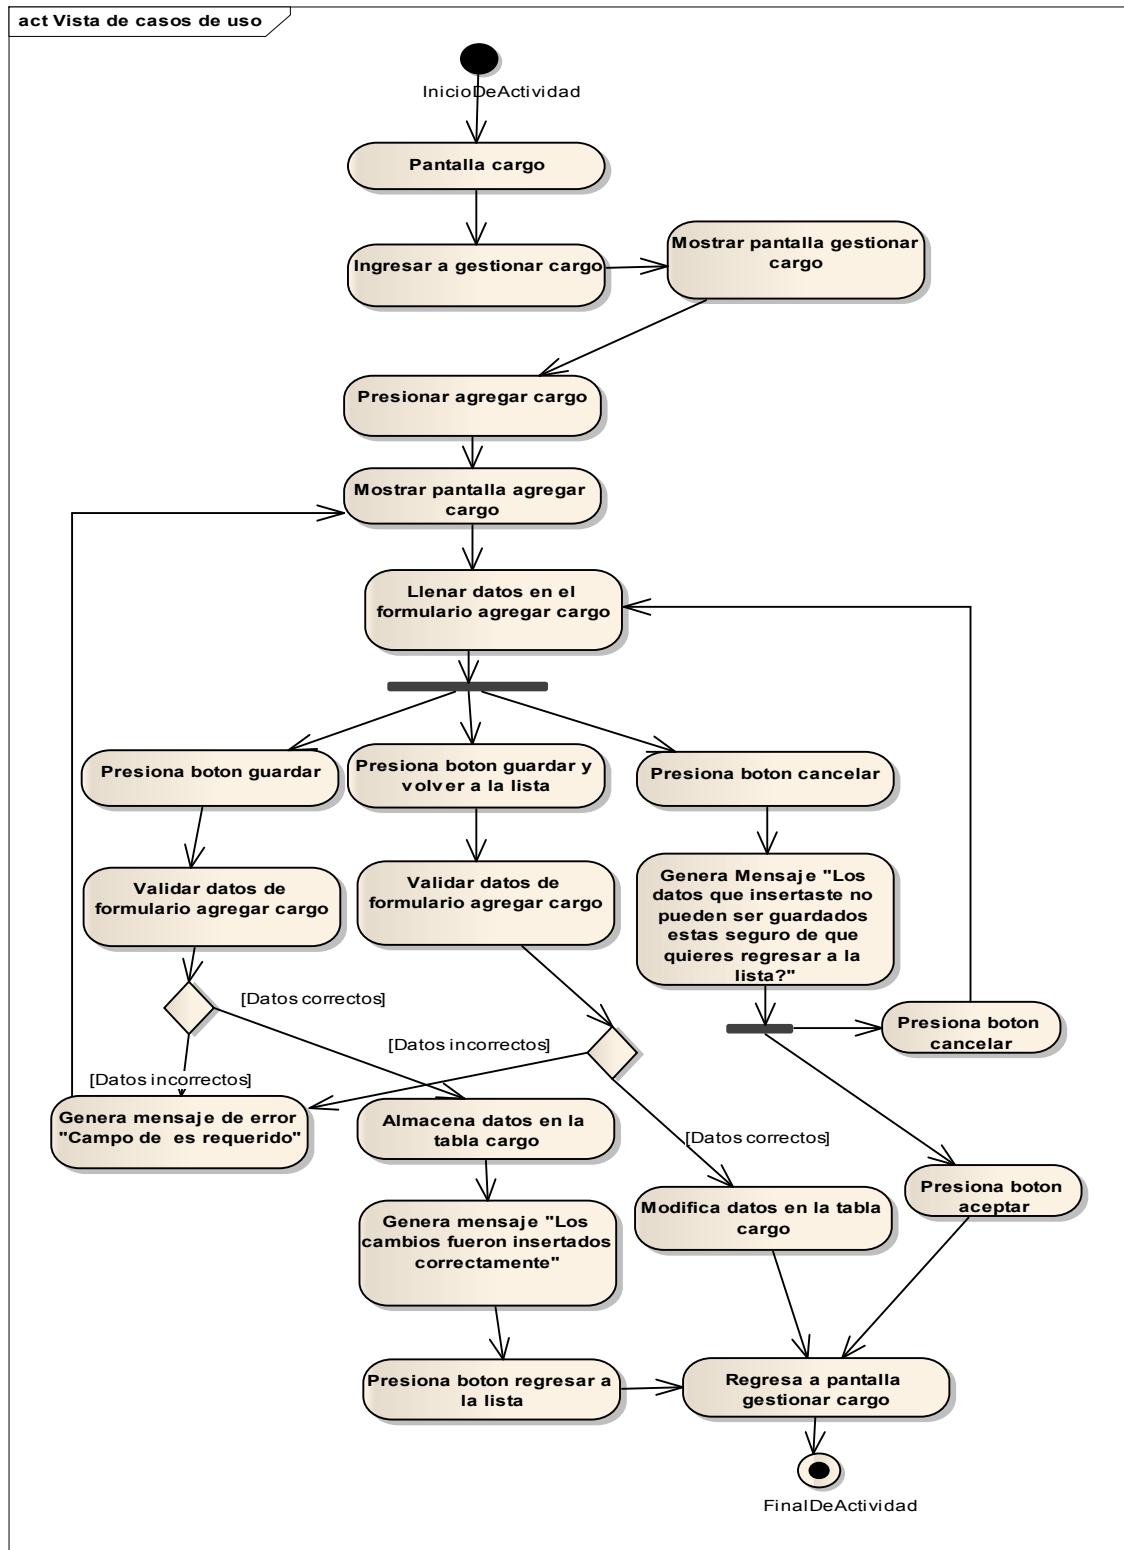 act Vista de casos de uso
InicioDeActividad
Pantalla cargo
Ingresar a gestionar cargo
Mostrar pantalla gestionar
cargo
Presionar agregar cargo
Mostrar pantalla agregar
cargo
Llenar datos en el
formulario agregar cargo
Presiona boton guardar
Presiona boton guardar y
volver a la lista
Presiona boton cancelar
Validar datos de
formulario agregar cargo
Validar datos de
formulario agregar cargo
Genera Mensaje "Los
datos que insertaste no
pueden ser guardados
estas seguro de que
quieres regresar a la
lista?"
[Datos correctos]
Presiona boton
cancelar
[Datos incorrectos]
[Datos incorrectos]
Genera mensaje de error
"Campo de  es requerido"
Almacena datos en la
tabla cargo
[Datos correctos]
Presiona boton
aceptar
Modifica datos en la tabla
cargo
Genera mensaje "Los
cambios fueron insertados
correctamente"
Presiona boton regresar a
la lista
Regresa a pantalla
gestionar cargo
FinalDeActividad